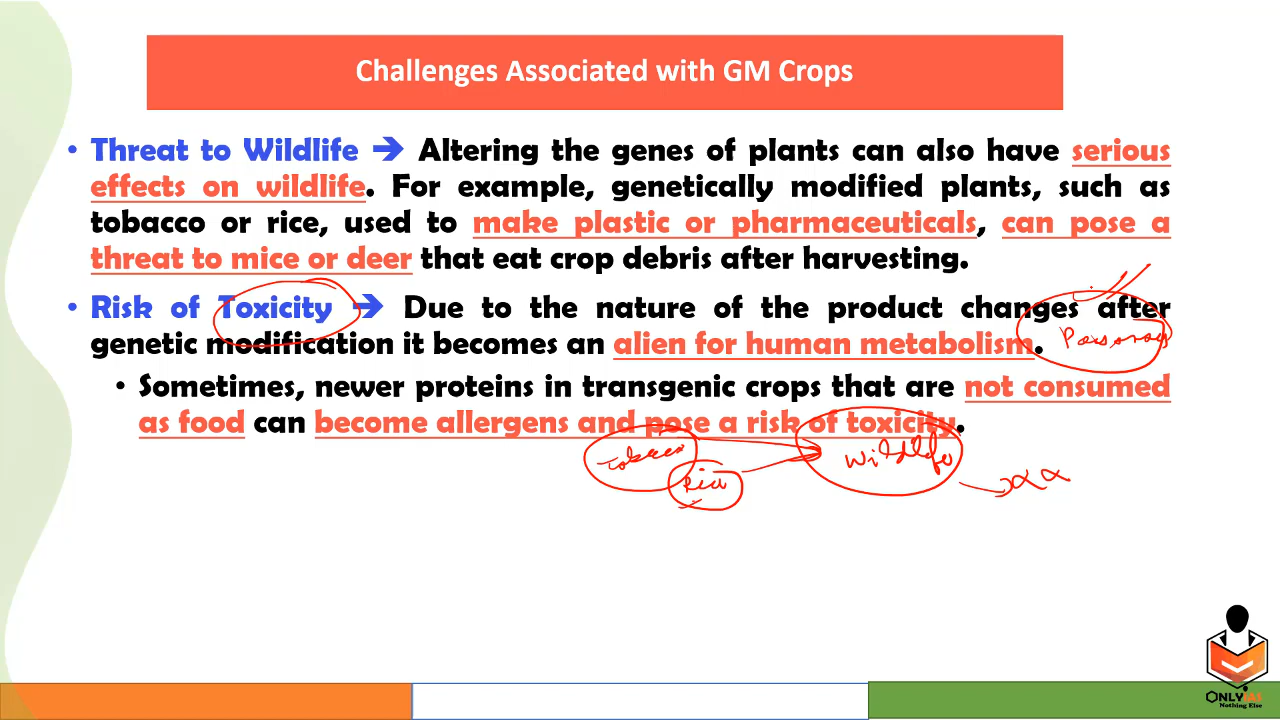 Challenges Associated with GM Crops
• Threat to Wildlife → Altering the genes of plants can also have serious
effects on wildlife. For example, genetically modified plants, such as
tobacco or rice, used to make plastic or pharmaceuticals, can pose a
threat to mice or deer that eat crop debris after harvesting.
• Risk of Toxicity → Due to the nature of the product changes after
genetic modification it becomes an alien for human metabolism.
• Sometimes, newer proteins in transgenic crops that are not consumed
as food can become allergens and pose a risk of toxicity.
Wildlife
ONLYIAS
Nothing Else